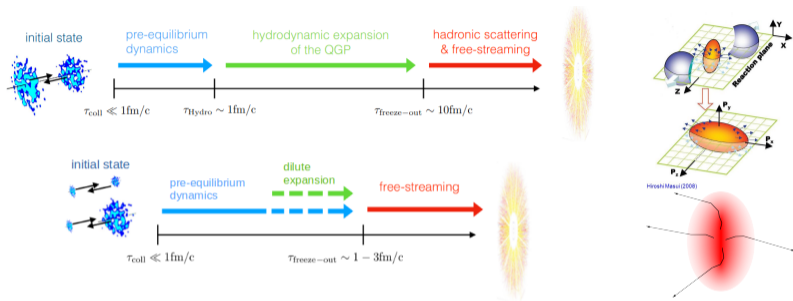 initial state
pre-equilibrium
dynamics
hydrodynamic expansion
of the QGP
hadronic scattering
& free-streaming
τcoll ≪ 1fm/c
τHydro ∼ 1fm/c
τfreeze−out ∼ 10fm/c
initial state
pre-equilibrium
dynamics
dilute
expansion
free-streaming
τcoll ≪ 1fm/c
τfreeze−out ∼ 1 − 3fm/c
Y
X
Z
Reaction plane
Py
Px
Pz
Hiroshi Masui (2008)